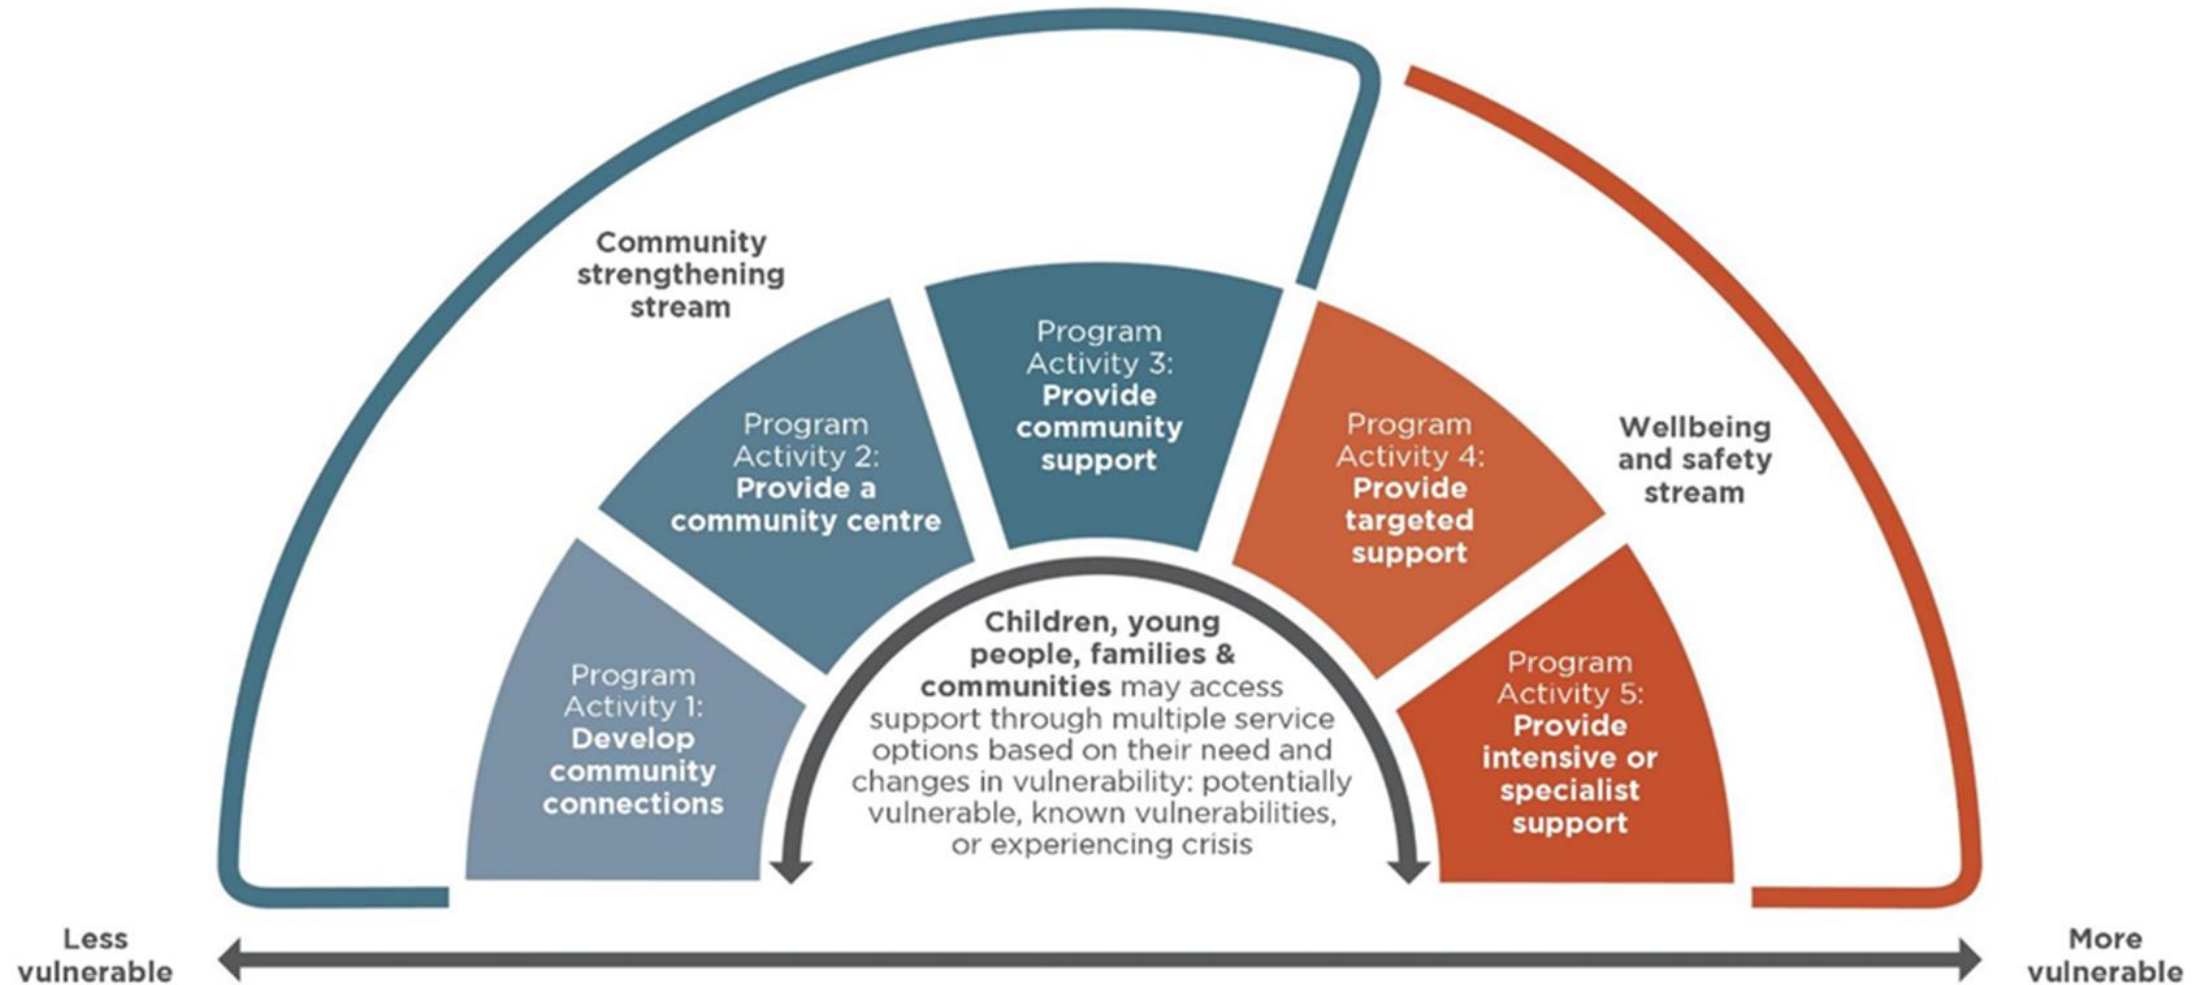 Community
strengthening
stream
Program
Activity 1:
Develop
community
connections
Program
Activity 2:
Provide a
community centre
Program
Activity 3:
Provide
community
support
Program
Activity 4:
Provide
targeted
support
Wellbeing
and safety
stream
Program
Activity 5:
Provide
intensive or
specialist
support
Children, young
people, families &
communities may access
support through multiple service
options based on their need and
changes in vulnerability: potentially
vulnerable, known vulnerabilities,
or experiencing crisis
Less
vulnerable
More
vulnerable